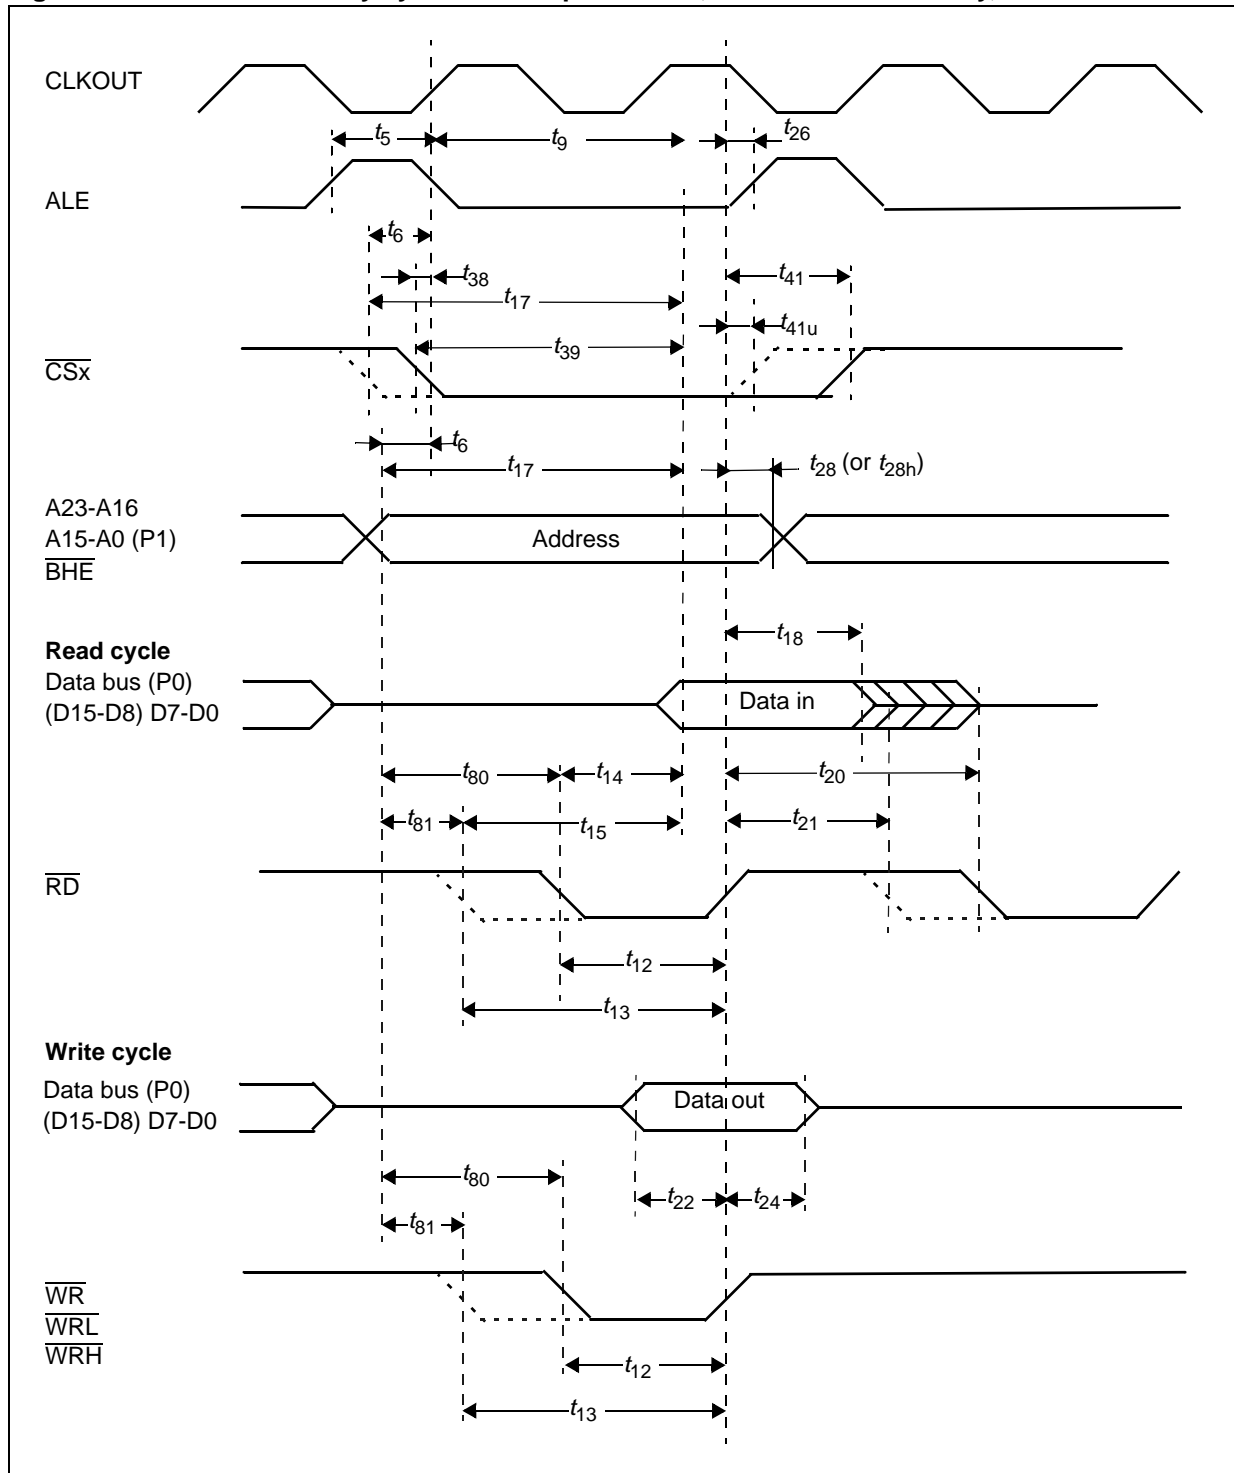 CLKOUT
t5
t9
t26
ALE
t6
t38
t17
t41
t41u
t39
CSx
t6
t17
t28 (or t28h)
A23-A16
A15-A0 (P1)
Address
BHE
t18
Read cycle
Data bus (P0)
Data in
(D15-D8) D7-D0
t80
t14
t20
t81
t15
t21
RD
t12
t13
Write cycle
Data bus (P0)
Data out
(D15-D8) D7-D0
t80
t22
t24
t81
WR
WRL
WRH
t12
t13